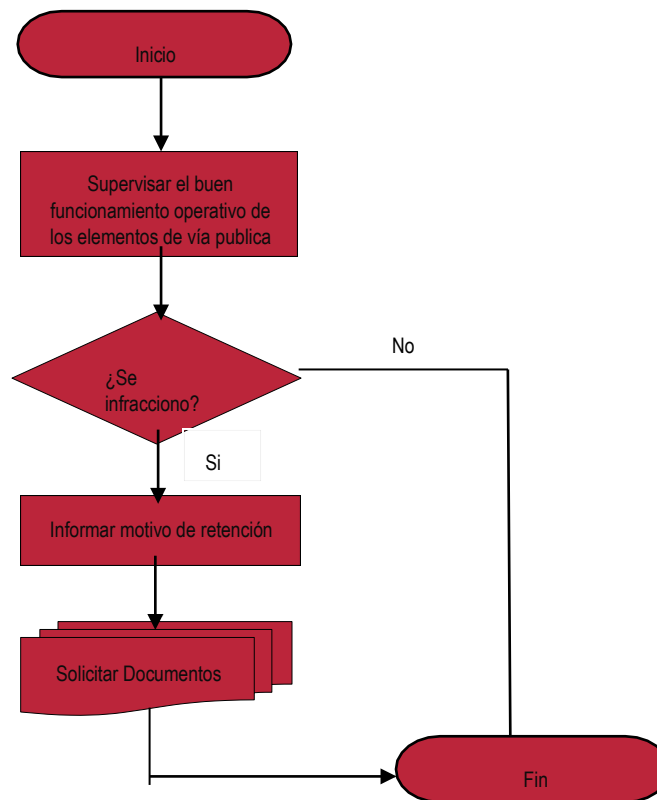 Inicio
Supervisar el buen
funcionamiento operativo de
los elementos de vía publica
No
¿Se
infracciono?
Si
Informar motivo de retención
Solicitar Documentos
Fin